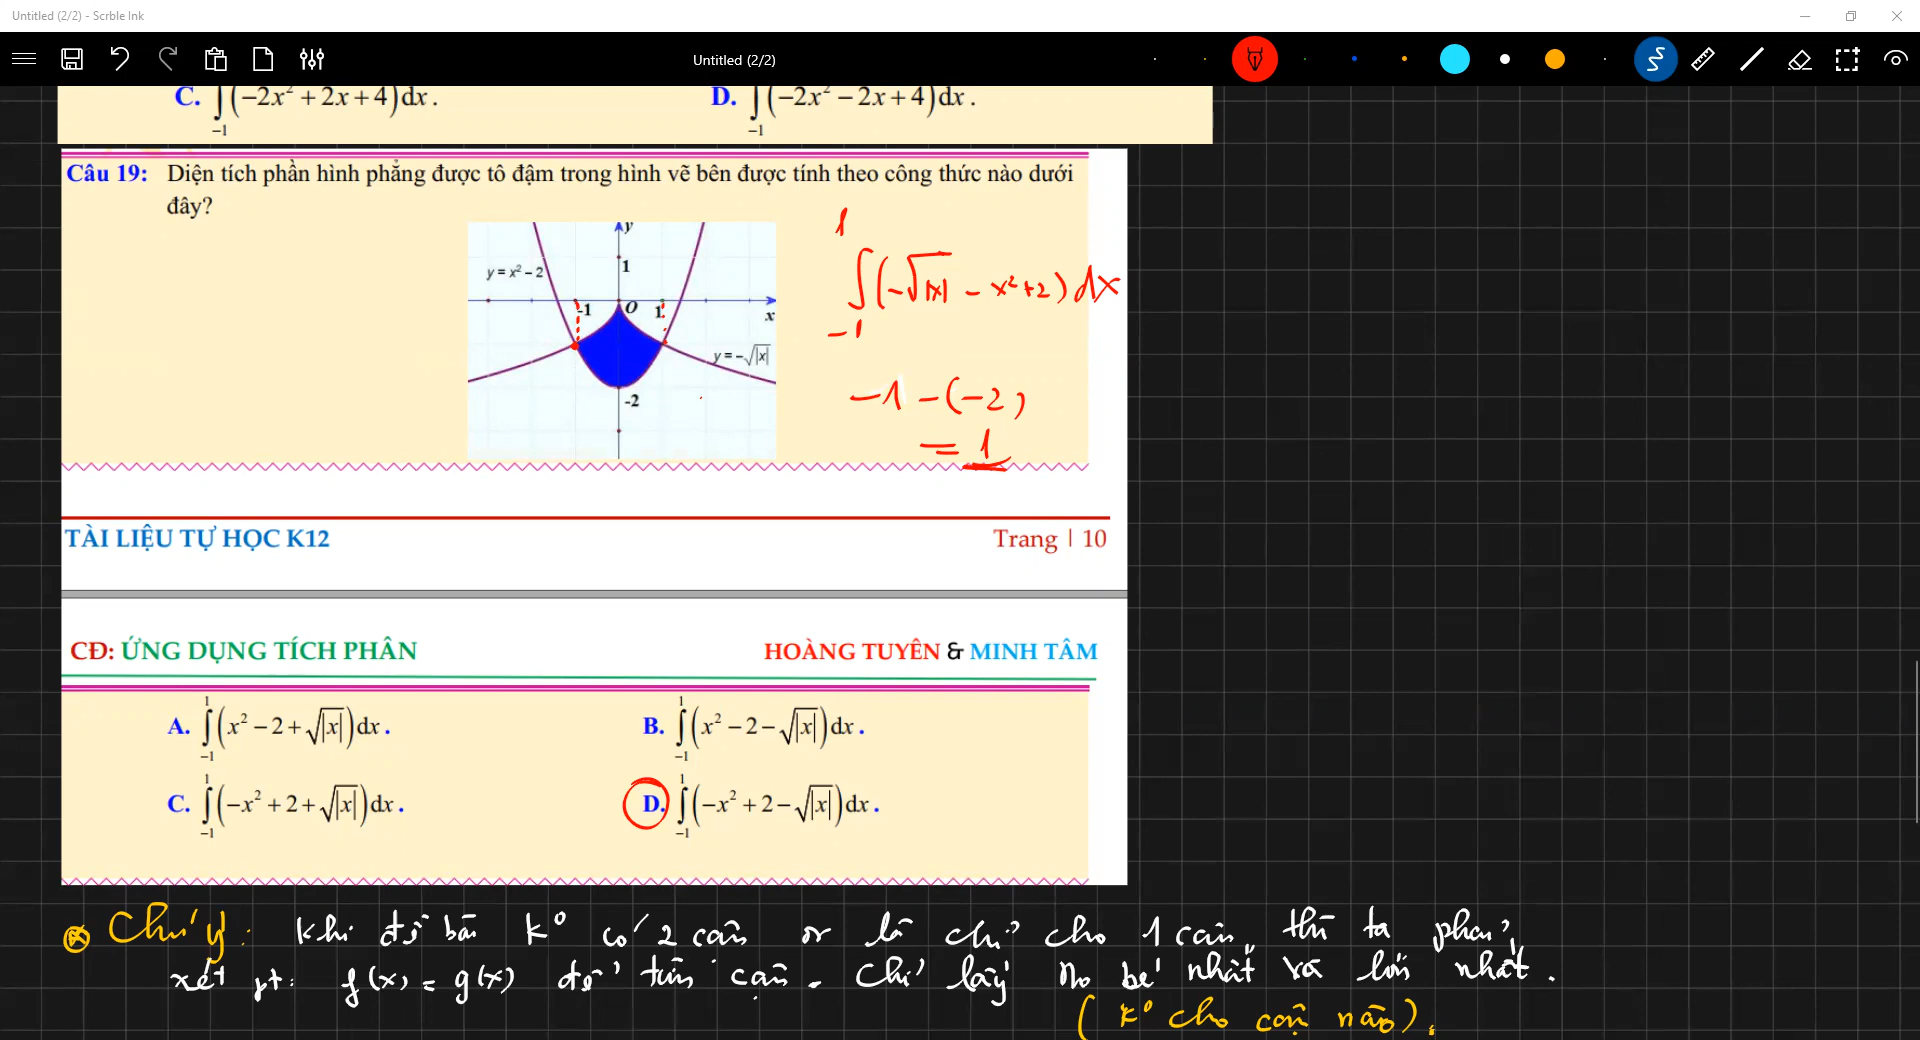 Untitled (2/2) - Scrble Ink
Untitled (2/2)
C. ∫₋₁ (−2x² + 2x + 4) dx .
D. ∫₋₁ (−2x² − 2x + 4) dx .
Câu 19: Diện tích phần hình phẳng được tô đậm trong hình vẽ bên được tính theo công thức nào dưới
đây?
y
1
y = x² − 2
-1
O
1
x
y = −√|x|
-2
1
∫ (−√|x| − x² + 2) dx
−1
−1 − (−2)
= 1
TÀI LIỆU TỰ HỌC K12
Trang | 10
CĐ: ỨNG DỤNG TÍCH PHÂN
HOÀNG TUYÊN & MINH TÂM
A. ∫₋₁¹ (x² − 2 + √|x|) dx .
B. ∫₋₁¹ (x² − 2 − √|x|) dx .
C. ∫₋₁¹ (−x² + 2 + √|x|) dx .
D. ∫₋₁¹ (−x² + 2 − √|x|) dx .
Chú ý: Khi đề bài k° có 2 cận or là chỉ cho 1 cận, thì ta phải
xét pt: f(x) = g(x) để tìm cận. Chỉ lấy no bé nhất và lớn nhất.
(k° cho cận nào).